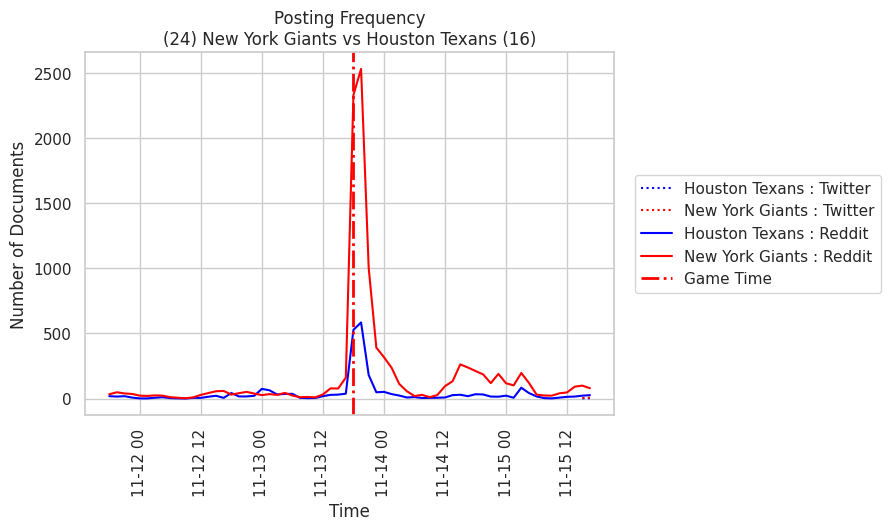 Posting Frequency
(24) New York Giants vs Houston Texans (16)
Number of Documents
2500
2000
1500
1000
500
0
11-12 00
11-12 12
11-13 00
11-13 12
11-14 00
11-14 12
11-15 00
11-15 12
Time
Houston Texans : Twitter
New York Giants : Twitter
Houston Texans : Reddit
New York Giants : Reddit
Game Time